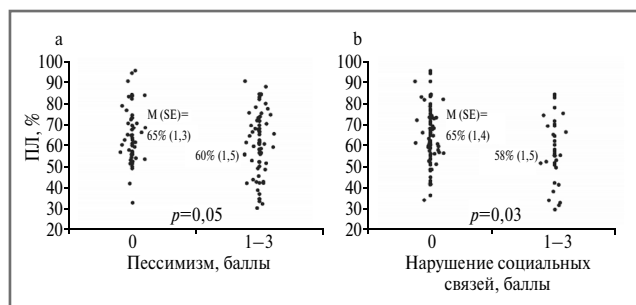 a
ПЛ, %
100
90
80
70
60
50
40
30
20
M (SE)=
65% (1,3)
60% (1,5)
p=0,05
0
1–3
Пессимизм, баллы
b
100
90
80
70
60
50
40
30
20
M (SE)=
65% (1,4)
58% (1,5)
p=0,03
0
1–3
Нарушение социальных
связей, баллы